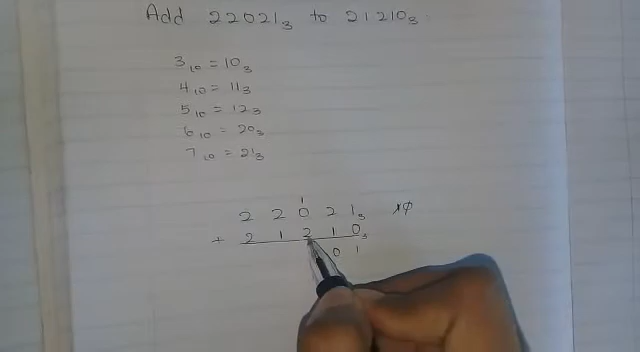 Add 22021₃ to 21210₃
3₁₀ = 10₃
4₁₀ = 11₃
5₁₀ = 12₃
6₁₀ = 20₃
7₁₀ = 21₃
1
2 2 0 2 1₃
+ 2 1 2 1 0₃
0 1